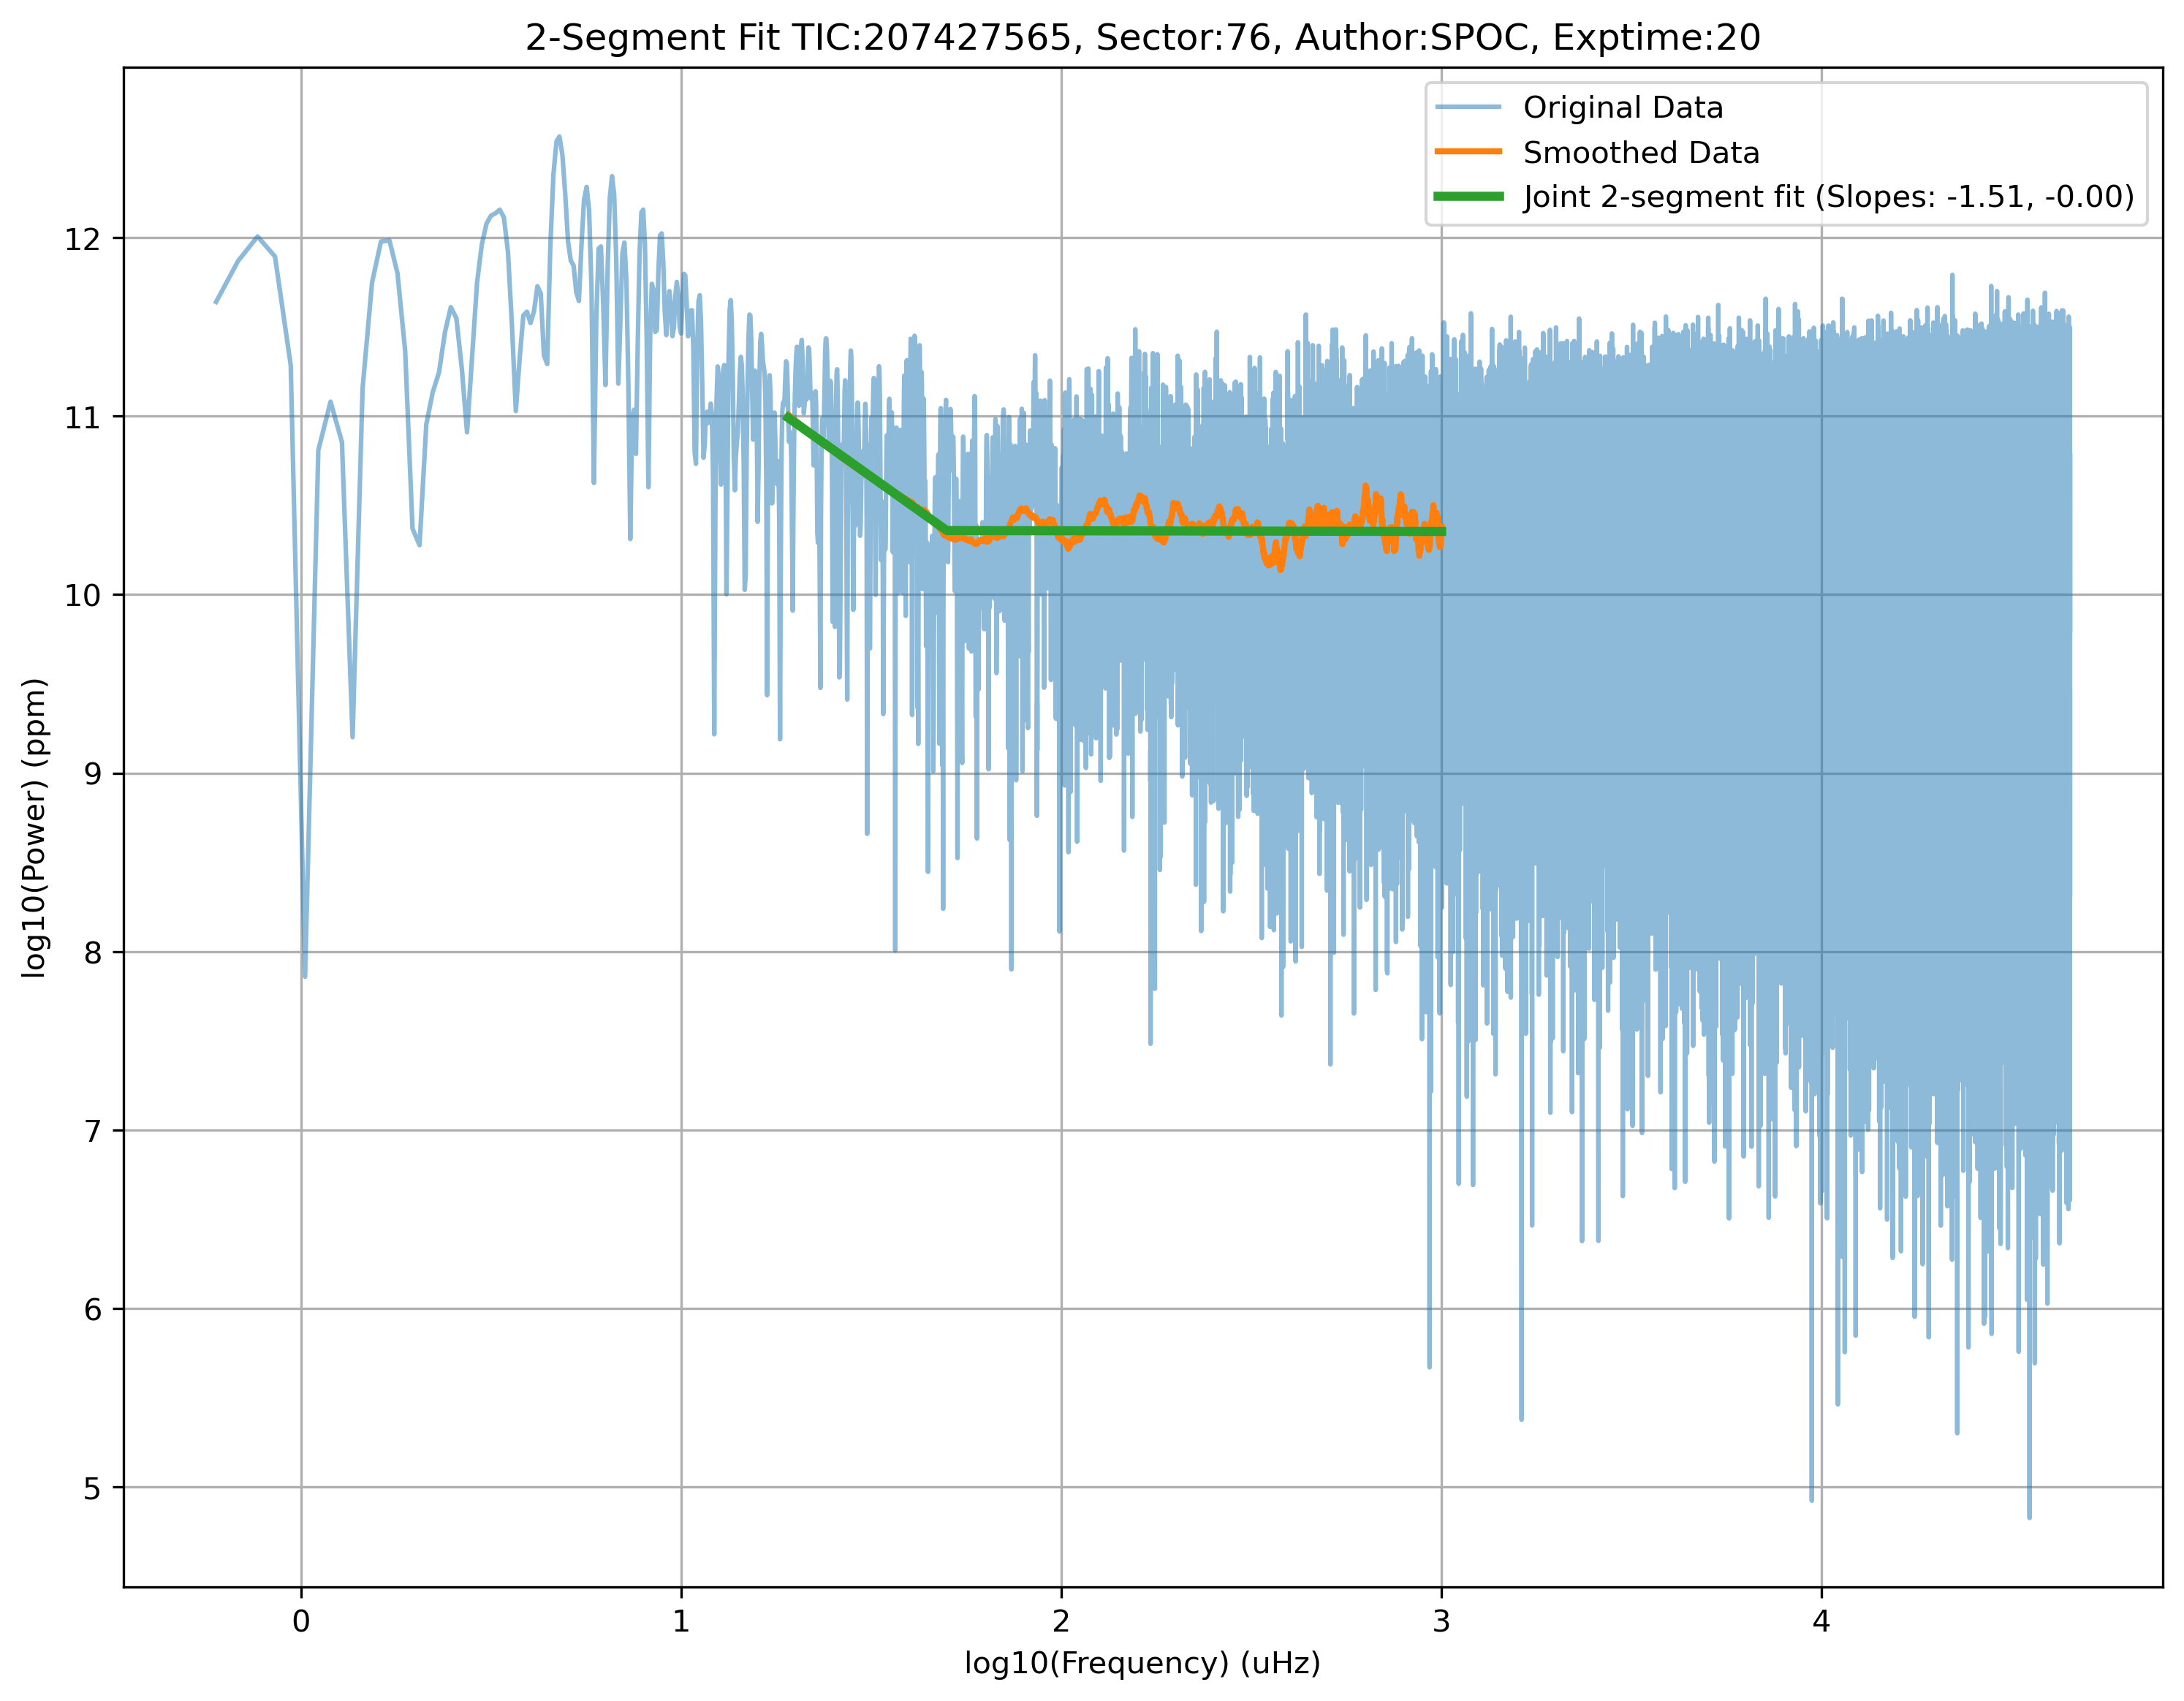 2-Segment Fit TIC:207427565, Sector:76, Author:SPOC, Exptime:20
Original Data
Smoothed Data
Joint 2-segment fit (Slopes: -1.51, -0.00)
12
11
10
9
8
7
6
5
log10(Power) (ppm)
0 1 2 3 4
log10(Frequency) (uHz)